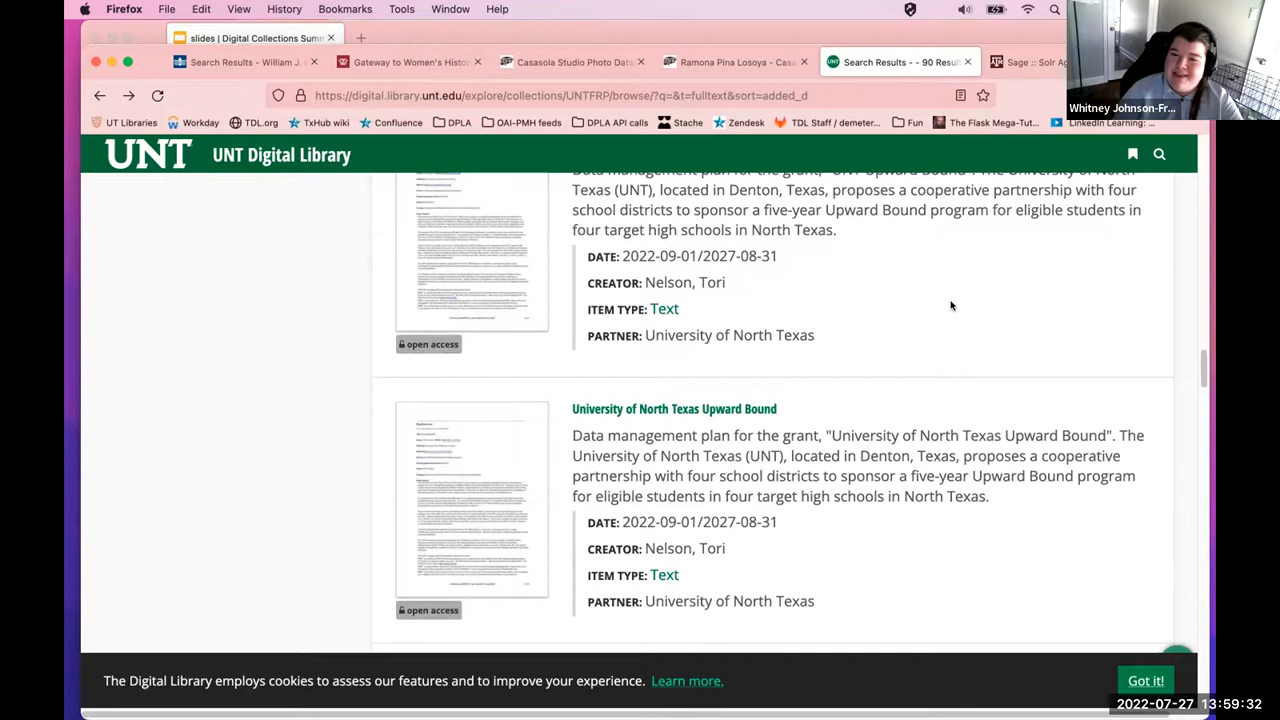 Firefox File Edit View History Bookmarks Tools Window Help
slides | Digital Collections Sum
Search Results - William J.
Gateway to Women's Histor
Casasola Studio Photo Data
Ramona Pina Losoya - Casa
Search Results - - 90 Resul
Sage :: Solr Ag
Whitney Johnson-Fr...
https://digital.library.unt.edu/explore/collections/UNTFRP/browse/?q=&t=fulltext&sort=added_d
UT Libraries Workday TDL.org TxHub wiki Core wiki DPLA OAI-PMH feeds DPLA API calls Stache Zendesk TDL Staff / demeter... Fun The Flask Mega-Tut... LinkedIn Learning: ...
UNT UNT Digital Library
Texas (UNT), located in Denton, Texas, proposes a cooperative partnership with four
school districts to sponsor a five-year Upward Bound program for eligible students in
four target high schools in North Texas.
DATE: 2022-09-01/2027-08-31
CREATOR: Nelson, Tori
ITEM TYPE: Text
PARTNER: University of North Texas
open access
University of North Texas Upward Bound
Data management plan for the grant, "University of North Texas Upward Bound". The
University of North Texas (UNT), located in Denton, Texas, proposes a cooperative
partnership with four school districts to sponsor a five-year Upward Bound program
for eligible students in four target high schools in North Texas.
DATE: 2022-09-01/2027-08-31
CREATOR: Nelson, Tori
ITEM TYPE: Text
PARTNER: University of North Texas
open access
The Digital Library employs cookies to assess our features and to improve your experience. Learn more.
Got it!
2022-07-27 13:59:32